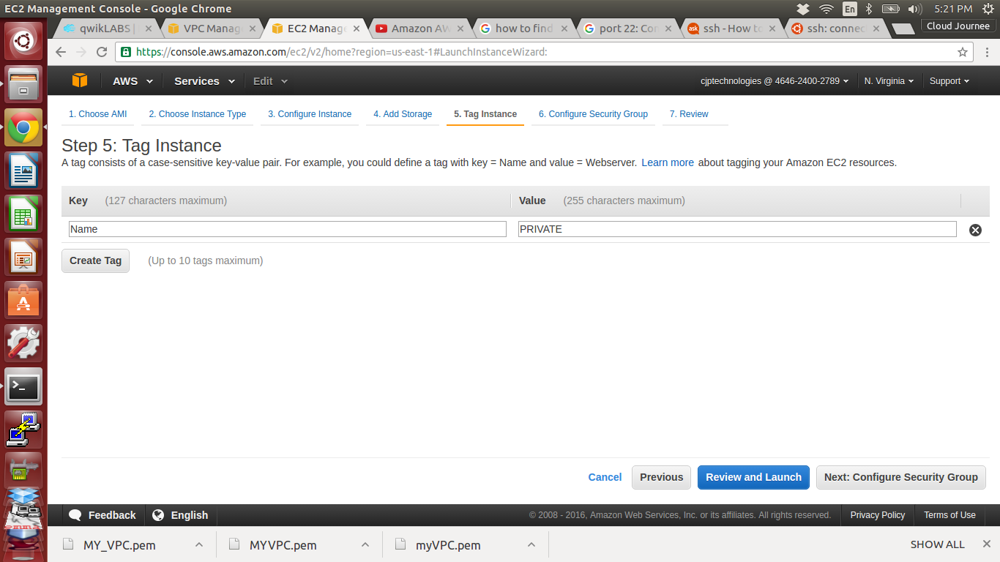 EC2 Management Console - Google Chrome
En
5:21 PM
qwikLABS |
VPC Manag
EC2 Manage
Amazon AW
how to find
port 22: Con
ask
ssh - How to
ssh: connec
Cloud Journee
https://console.aws.amazon.com/ec2/v2/home?region=us-east-1#LaunchInstanceWizard:
AWS
Services
Edit
cjptechnologies @ 4646-2400-2789
N. Virginia
Support
1. Choose AMI
2. Choose Instance Type
3. Configure Instance
4. Add Storage
5. Tag Instance
6. Configure Security Group
7. Review
Step 5: Tag Instance
A tag consists of a case-sensitive key-value pair. For example, you could define a tag with key = Name and value = Webserver. Learn more about tagging your Amazon EC2 resources.
Key (127 characters maximum)
Value (255 characters maximum)
Name
PRIVATE
Create Tag
(Up to 10 tags maximum)
Cancel
Previous
Review and Launch
Next: Configure Security Group
Feedback
English
© 2008 - 2016, Amazon Web Services, Inc. or its affiliates. All rights reserved.
Privacy Policy
Terms of Use
MY_VPC.pem
MYVPC.pem
myVPC.pem
SHOW ALL